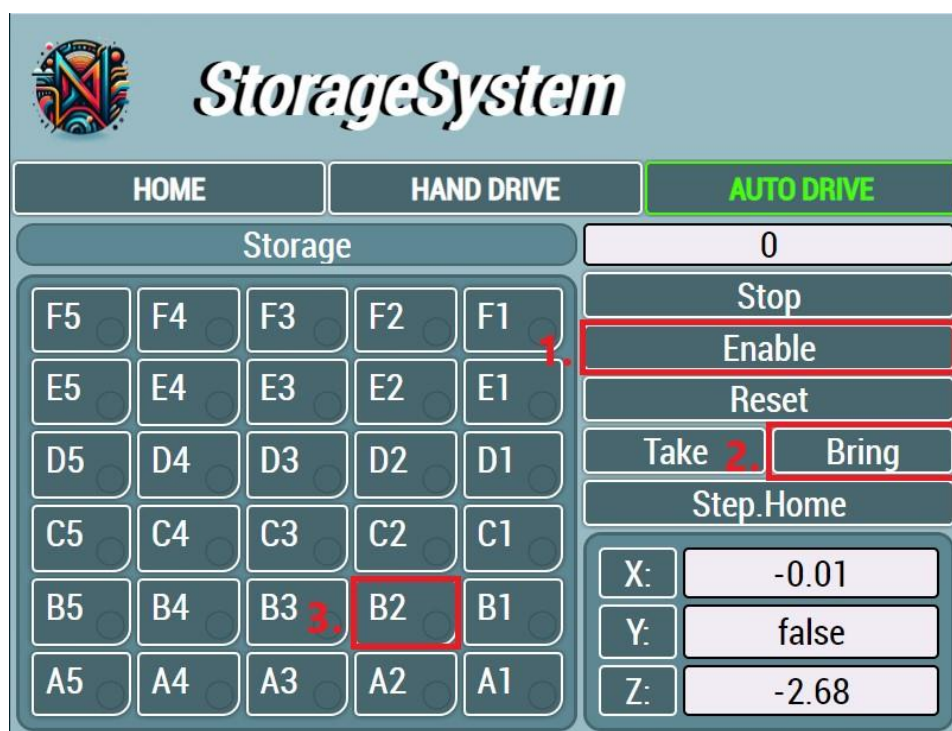 StorageSystem
HOME HAND DRIVE AUTO DRIVE
Storage 0
Stop
F5 F4 F3 F2 F1
1. Enable
E5 E4 E3 E2 E1
Reset
D5 D4 D3 D2 D1
Take 2. Bring
Step.Home
C5 C4 C3 C2 C1
X: -0.01
B5 B4 B3 3. B2 B1
Y: false
A5 A4 A3 A2 A1
Z: -2.68